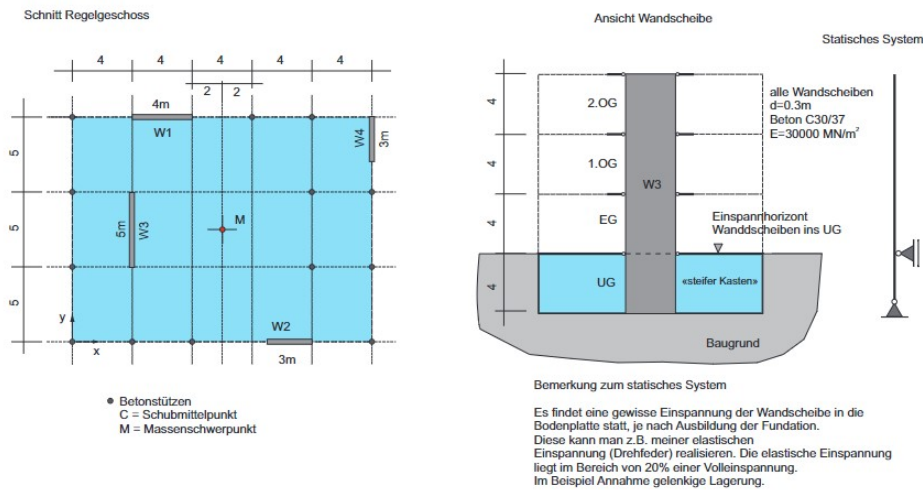 Schnitt Regelgeschoss
4 4 4 4 4
2 2
4m
W1
W4
3m
5
5
5
5m
W3
M
y
x
W2
3m
Betonstützen
C = Schubmittelpunkt
M = Massenschwerpunkt
Ansicht Wandscheibe
Statisches System
4
4
4
4
2.OG
1.OG
EG
UG
W3
alle Wandscheiben
d=0.3m
Beton C30/37
E=30000 MN/m²
Einspannhorizont
Wanddscheiben ins UG
«steifer Kasten»
Baugrund
Bemerkung zum statisches System
Es findet eine gewisse Einspannung der Wandscheibe in die
Bodenplatte statt, je nach Ausbildung der Fundation.
Diese kann man z.B. meiner elastischen
Einspannung (Drehfeder) realisieren. Die elastische Einspannung
liegt im Bereich von 20% einer Volleinspannung.
Im Beispiel Annahme gelenkige Lagerung.